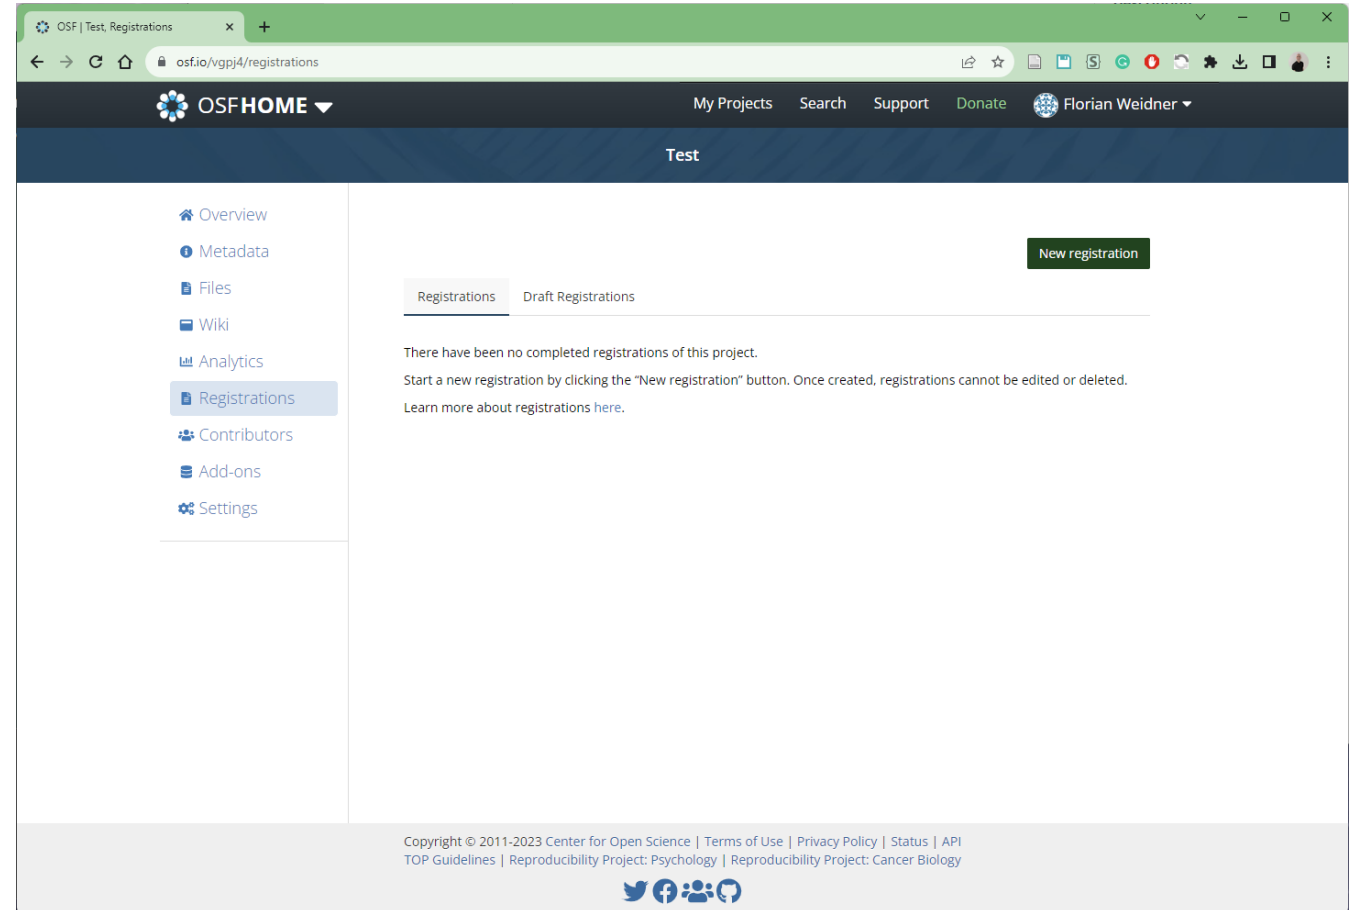 OSF | Test, Registrations
osf.io/vgpj4/registrations
OSFHOME
My Projects Search Support Donate Florian Weidner
Test
Overview
Metadata
Files
Wiki
Analytics
Registrations
Contributors
Add-ons
Settings
New registration
Registrations Draft Registrations
There have been no completed registrations of this project.
Start a new registration by clicking the “New registration” button. Once created, registrations cannot be edited or deleted.
Learn more about registrations here.
Copyright © 2011-2023 Center for Open Science | Terms of Use | Privacy Policy | Status | API
TOP Guidelines | Reproducibility Project: Psychology | Reproducibility Project: Cancer Biology